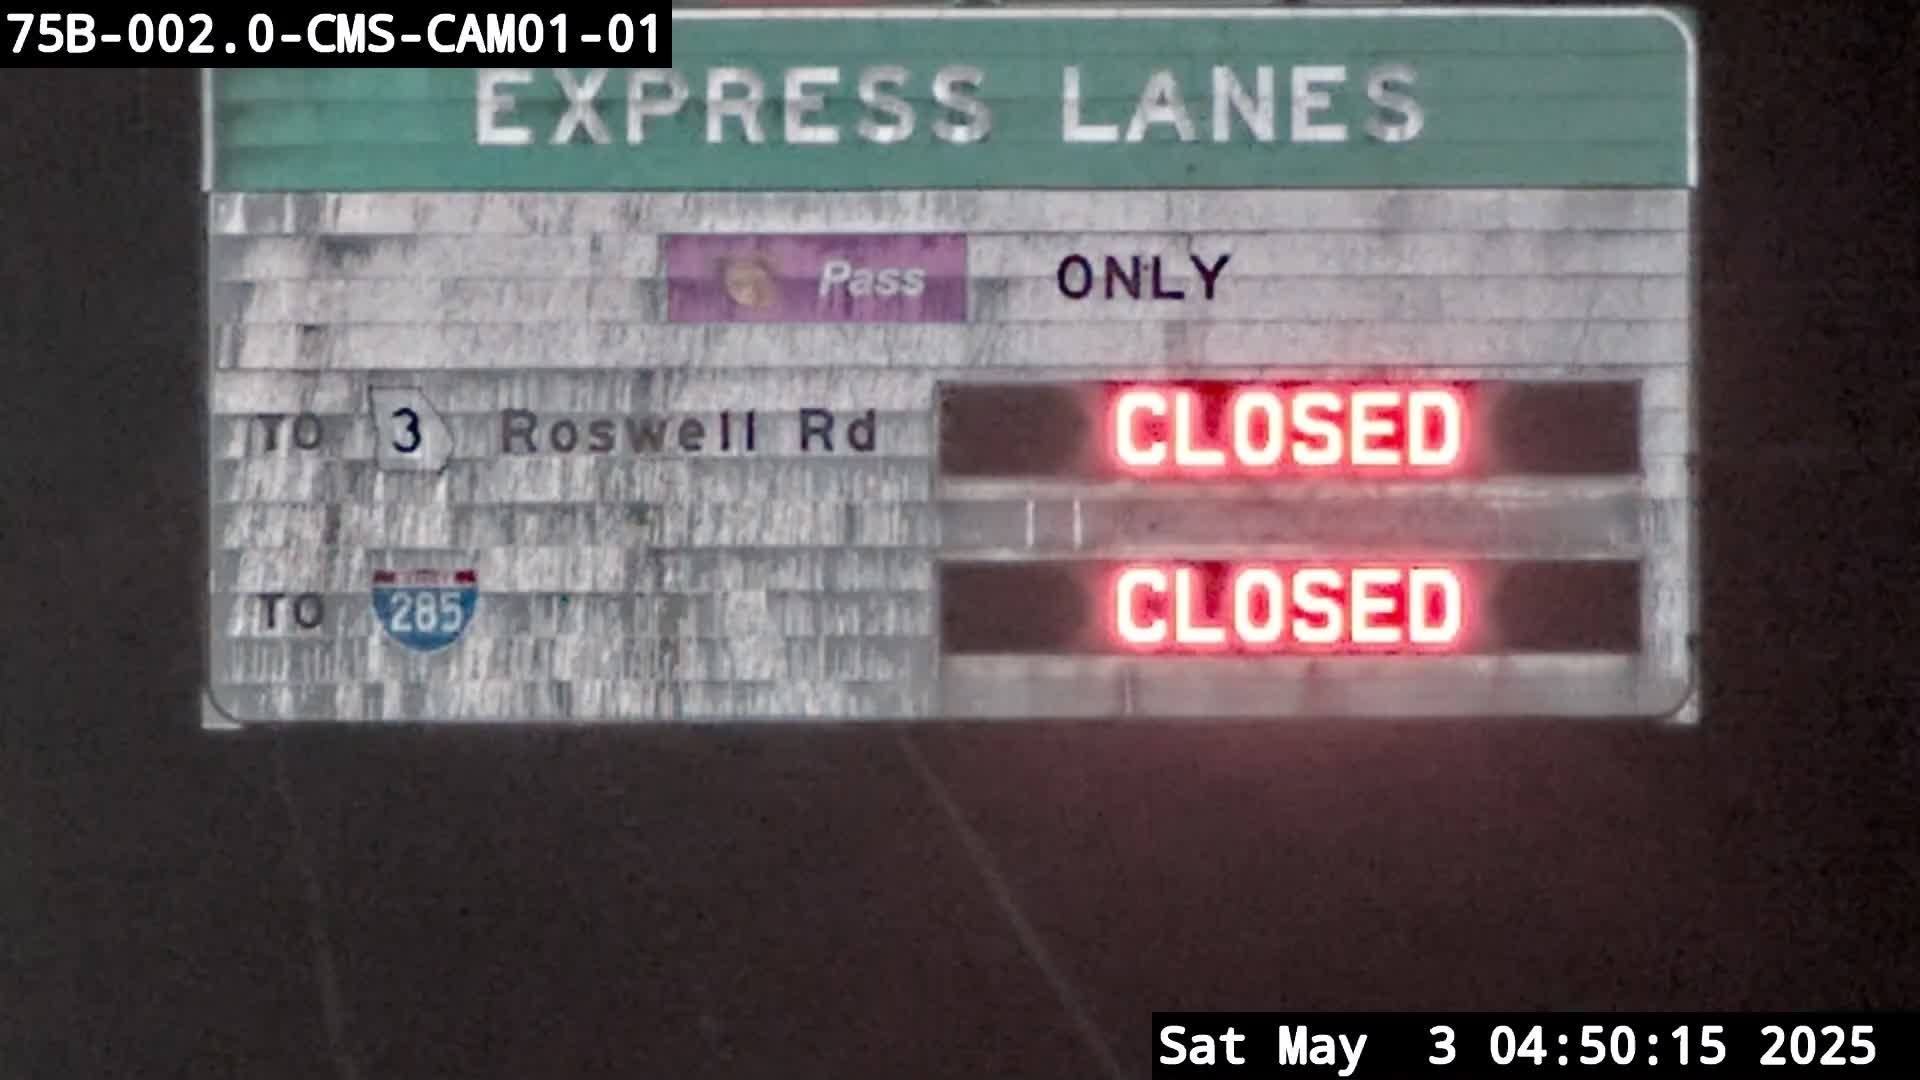 75B-002.0-CMS-CAM01-01
EXPRESS LANES
Pass ONLY
TO 3 Roswell Rd CLOSED
TO 285 CLOSED
Sat May 3 04:50:15 2025